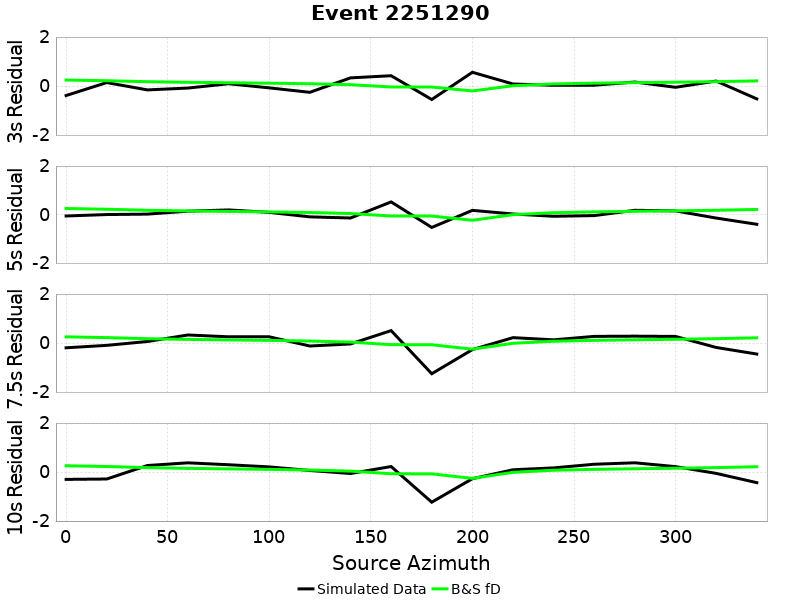 Event 2251290
3s Residual
2
0
-2
5s Residual
2
0
-2
7.5s Residual
2
0
-2
10s Residual
2
0
-2
0 50 100 150 200 250 300
Source Azimuth
Simulated Data B&S fD